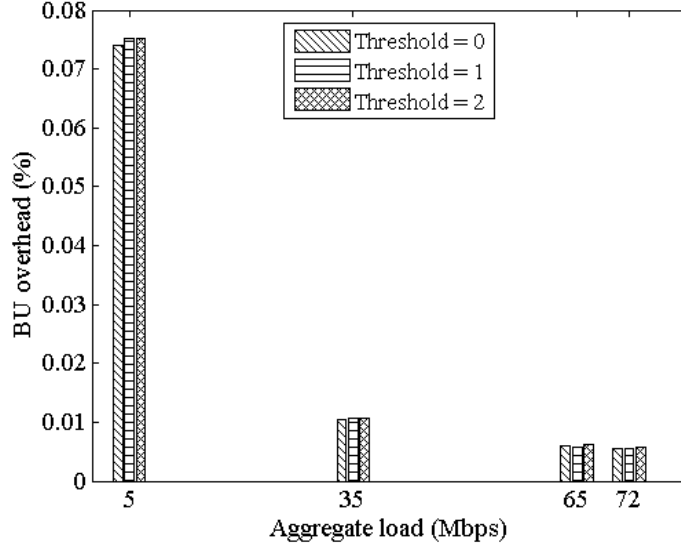 0.08
0.07
0.06
0.05
0.04
0.03
0.02
0.01
0
BU overhead (%)
Threshold = 0
Threshold = 1
Threshold = 2
5 35 65 72
Aggregate load (Mbps)